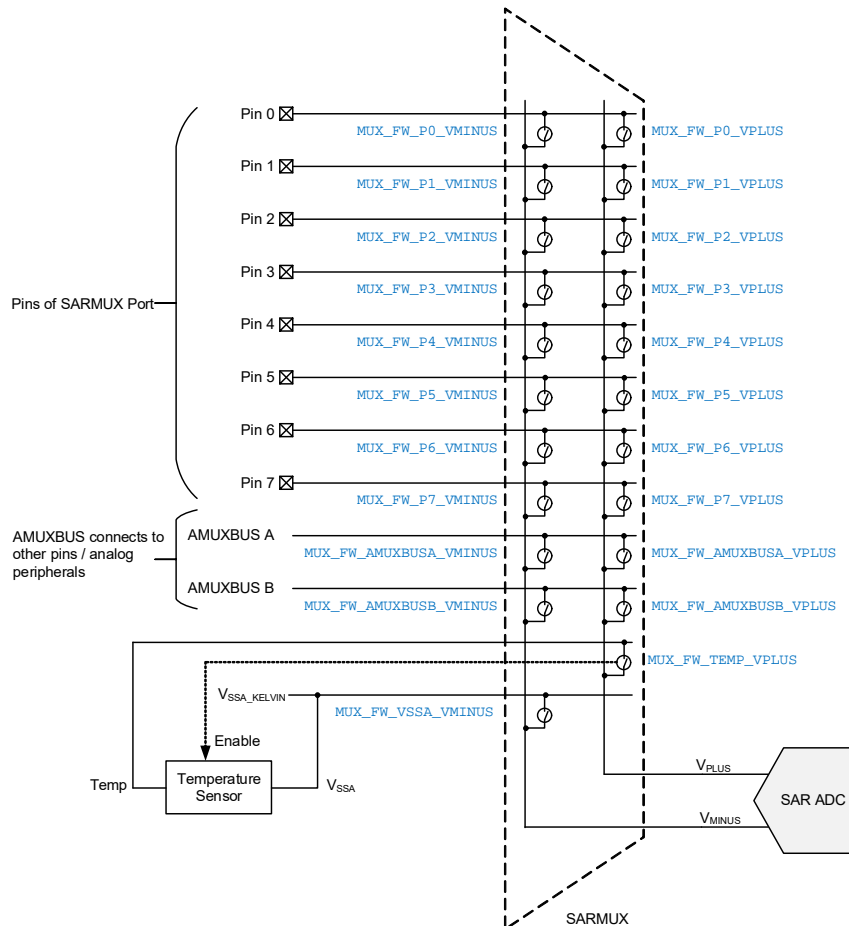 Pin 0
MUX_FW_P0_VMINUS
MUX_FW_P0_VPLUS
Pin 1
MUX_FW_P1_VMINUS
MUX_FW_P1_VPLUS
Pin 2
MUX_FW_P2_VMINUS
MUX_FW_P2_VPLUS
Pin 3
MUX_FW_P3_VMINUS
MUX_FW_P3_VPLUS
Pins of SARMUX Port
Pin 4
MUX_FW_P4_VMINUS
MUX_FW_P4_VPLUS
Pin 5
MUX_FW_P5_VMINUS
MUX_FW_P5_VPLUS
Pin 6
MUX_FW_P6_VMINUS
MUX_FW_P6_VPLUS
Pin 7
MUX_FW_P7_VMINUS
MUX_FW_P7_VPLUS
AMUXBUS connects to
other pins / analog
peripherals
AMUXBUS A
MUX_FW_AMUXBUSA_VMINUS
MUX_FW_AMUXBUSA_VPLUS
AMUXBUS B
MUX_FW_AMUXBUSB_VMINUS
MUX_FW_AMUXBUSB_VPLUS
MUX_FW_TEMP_VPLUS
VSSA_KELVIN
MUX_FW_VSSA_VMINUS
Enable
Temp
Temperature
Sensor
VSSA
VPLUS
SAR ADC
VMINUS
SARMUX